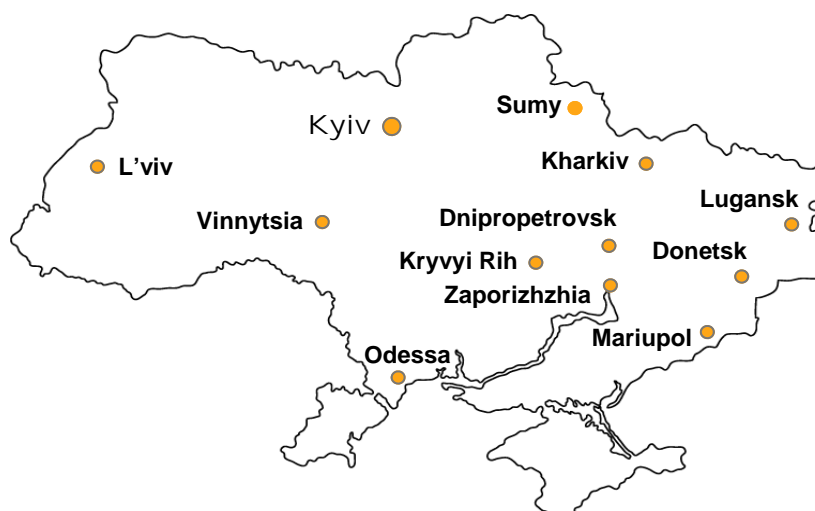 Sumy
Kyiv
Kharkiv
L'viv
Lugansk
Vinnytsia
Dnipropetrovsk
Donetsk
Kryvyi Rih
Zaporizhzhia
Mariupol
Odessa